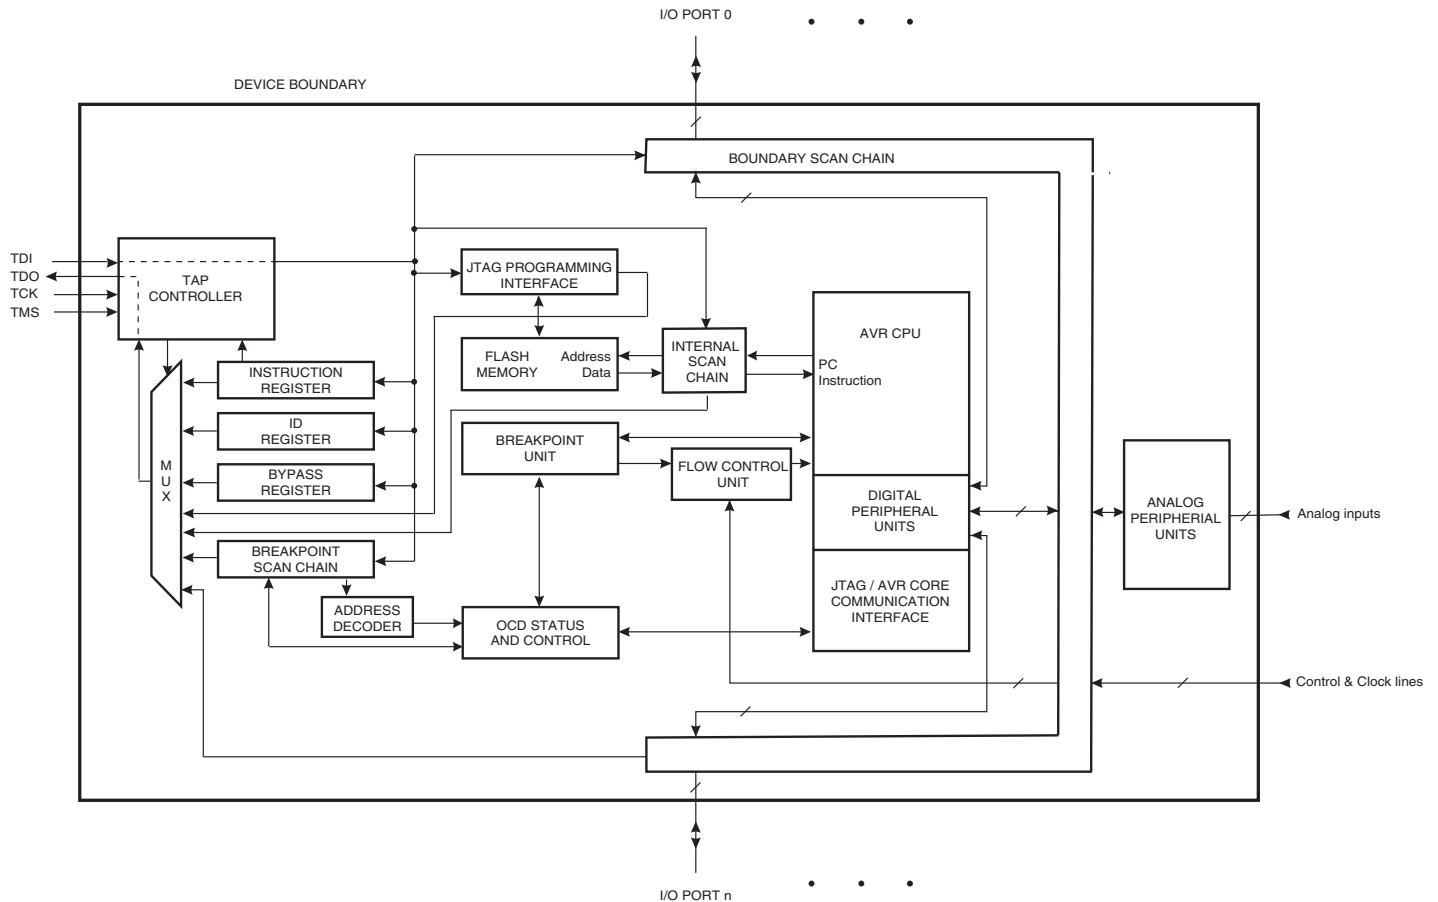 I/O PORT 0
DEVICE BOUNDARY
BOUNDARY SCAN CHAIN
TDI
TDO
TCK
TMS
TAP
CONTROLLER
JTAG PROGRAMMING
INTERFACE
AVR CPU
FLASH
MEMORY
Address
Data
INTERNAL
SCAN
CHAIN
PC
Instruction
INSTRUCTION
REGISTER
ID
REGISTER
BREAKPOINT
UNIT
FLOW CONTROL
UNIT
M
U
X
BYPASS
REGISTER
DIGITAL
PERIPHERAL
UNITS
ANALOG
PERIPHERIAL
UNITS
Analog inputs
BREAKPOINT
SCAN CHAIN
ADDRESS
DECODER
OCD STATUS
AND CONTROL
JTAG / AVR CORE
COMMUNICATION
INTERFACE
Control & Clock lines
I/O PORT n